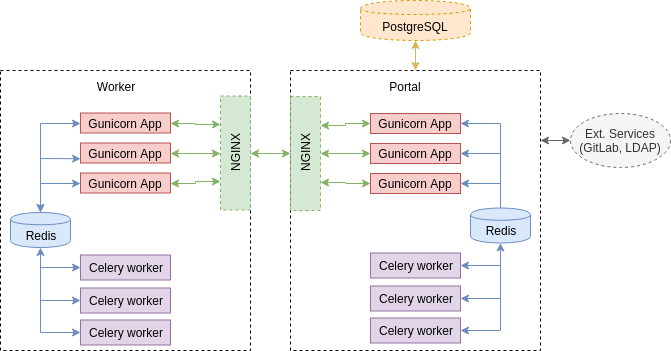 PostgreSQL
Worker
Portal
Gunicorn App
Gunicorn App
Gunicorn App
NGINX
NGINX
Gunicorn App
Gunicorn App
Gunicorn App
Ext. Services
(GitLab, LDAP)
Redis
Redis
Celery worker
Celery worker
Celery worker
Celery worker
Celery worker
Celery worker